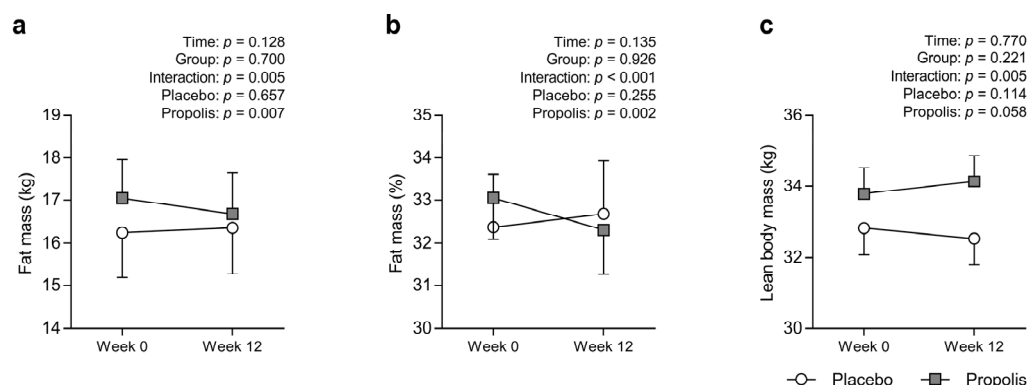 a
Time: p = 0.128
Group: p = 0.700
Interaction: p = 0.005
Placebo: p = 0.657
Propolis: p = 0.007
Fat mass (kg)
19
18
17
16
15
14
Week 0
Week 12
b
Time: p = 0.135
Group: p = 0.926
Interaction: p < 0.001
Placebo: p = 0.255
Propolis: p = 0.002
Fat mass (%)
35
34
33
32
31
30
Week 0
Week 12
c
Time: p = 0.770
Group: p = 0.221
Interaction: p = 0.005
Placebo: p = 0.114
Propolis: p = 0.058
Lean body mass (kg)
36
34
32
30
Week 0
Week 12
Placebo
Propolis